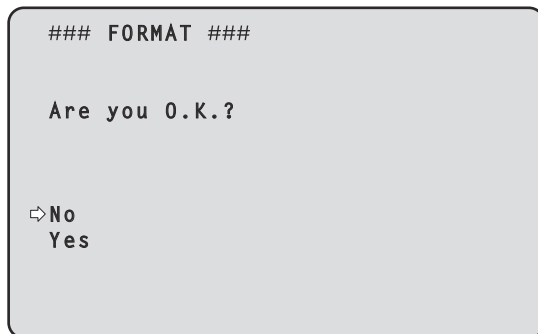 ### FORMAT ###
Are you O.K.?
⇨No
Yes